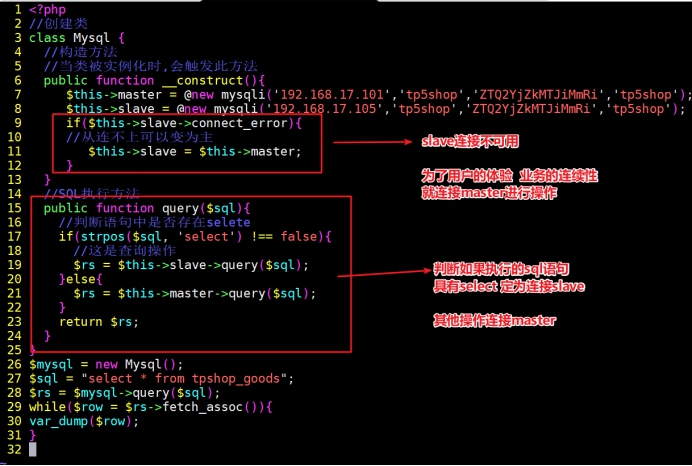 1 <?php
2 //创建类
3 class Mysql {
4 //构造方法
5 //当类被实例化时,会触发此方法
6 public function __construct(){
7 $this->master = @new mysqli('192.168.17.101','tp5shop','ZTQ2YjZkMTJiMmRi','tp5shop');
8 $this->slave = @new mysqli('192.168.17.105','tp5shop','ZTQ2YjZkMTJiMmRi','tp5shop');
9 if($this->slave->connect_error){
10 //从连不上可以变为主
11 $this->slave = $this->master;
12 }
13 }
14 //SQL执行方法
15 public function query($sql){
16 //判断语句中是否存在selete
17 if(strpos($sql, 'select') !== false){
18 //这是查询操作
19 $rs = $this->slave->query($sql);
20 }else{
21 $rs = $this->master->query($sql);
22 }
23 return $rs;
24 }
25 }
26 $mysql = new Mysql();
27 $sql = "select * from tpshop_goods";
28 $rs = $mysql->query($sql);
29 while($row = $rs->fetch_assoc()){
30 var_dump($row);
31 }
32
~
slave连接不可用
为了用户的体验 业务的连续性
就连接master进行操作
判断如果执行的sql语句
具有select 定为连接slave
其他操作连接master